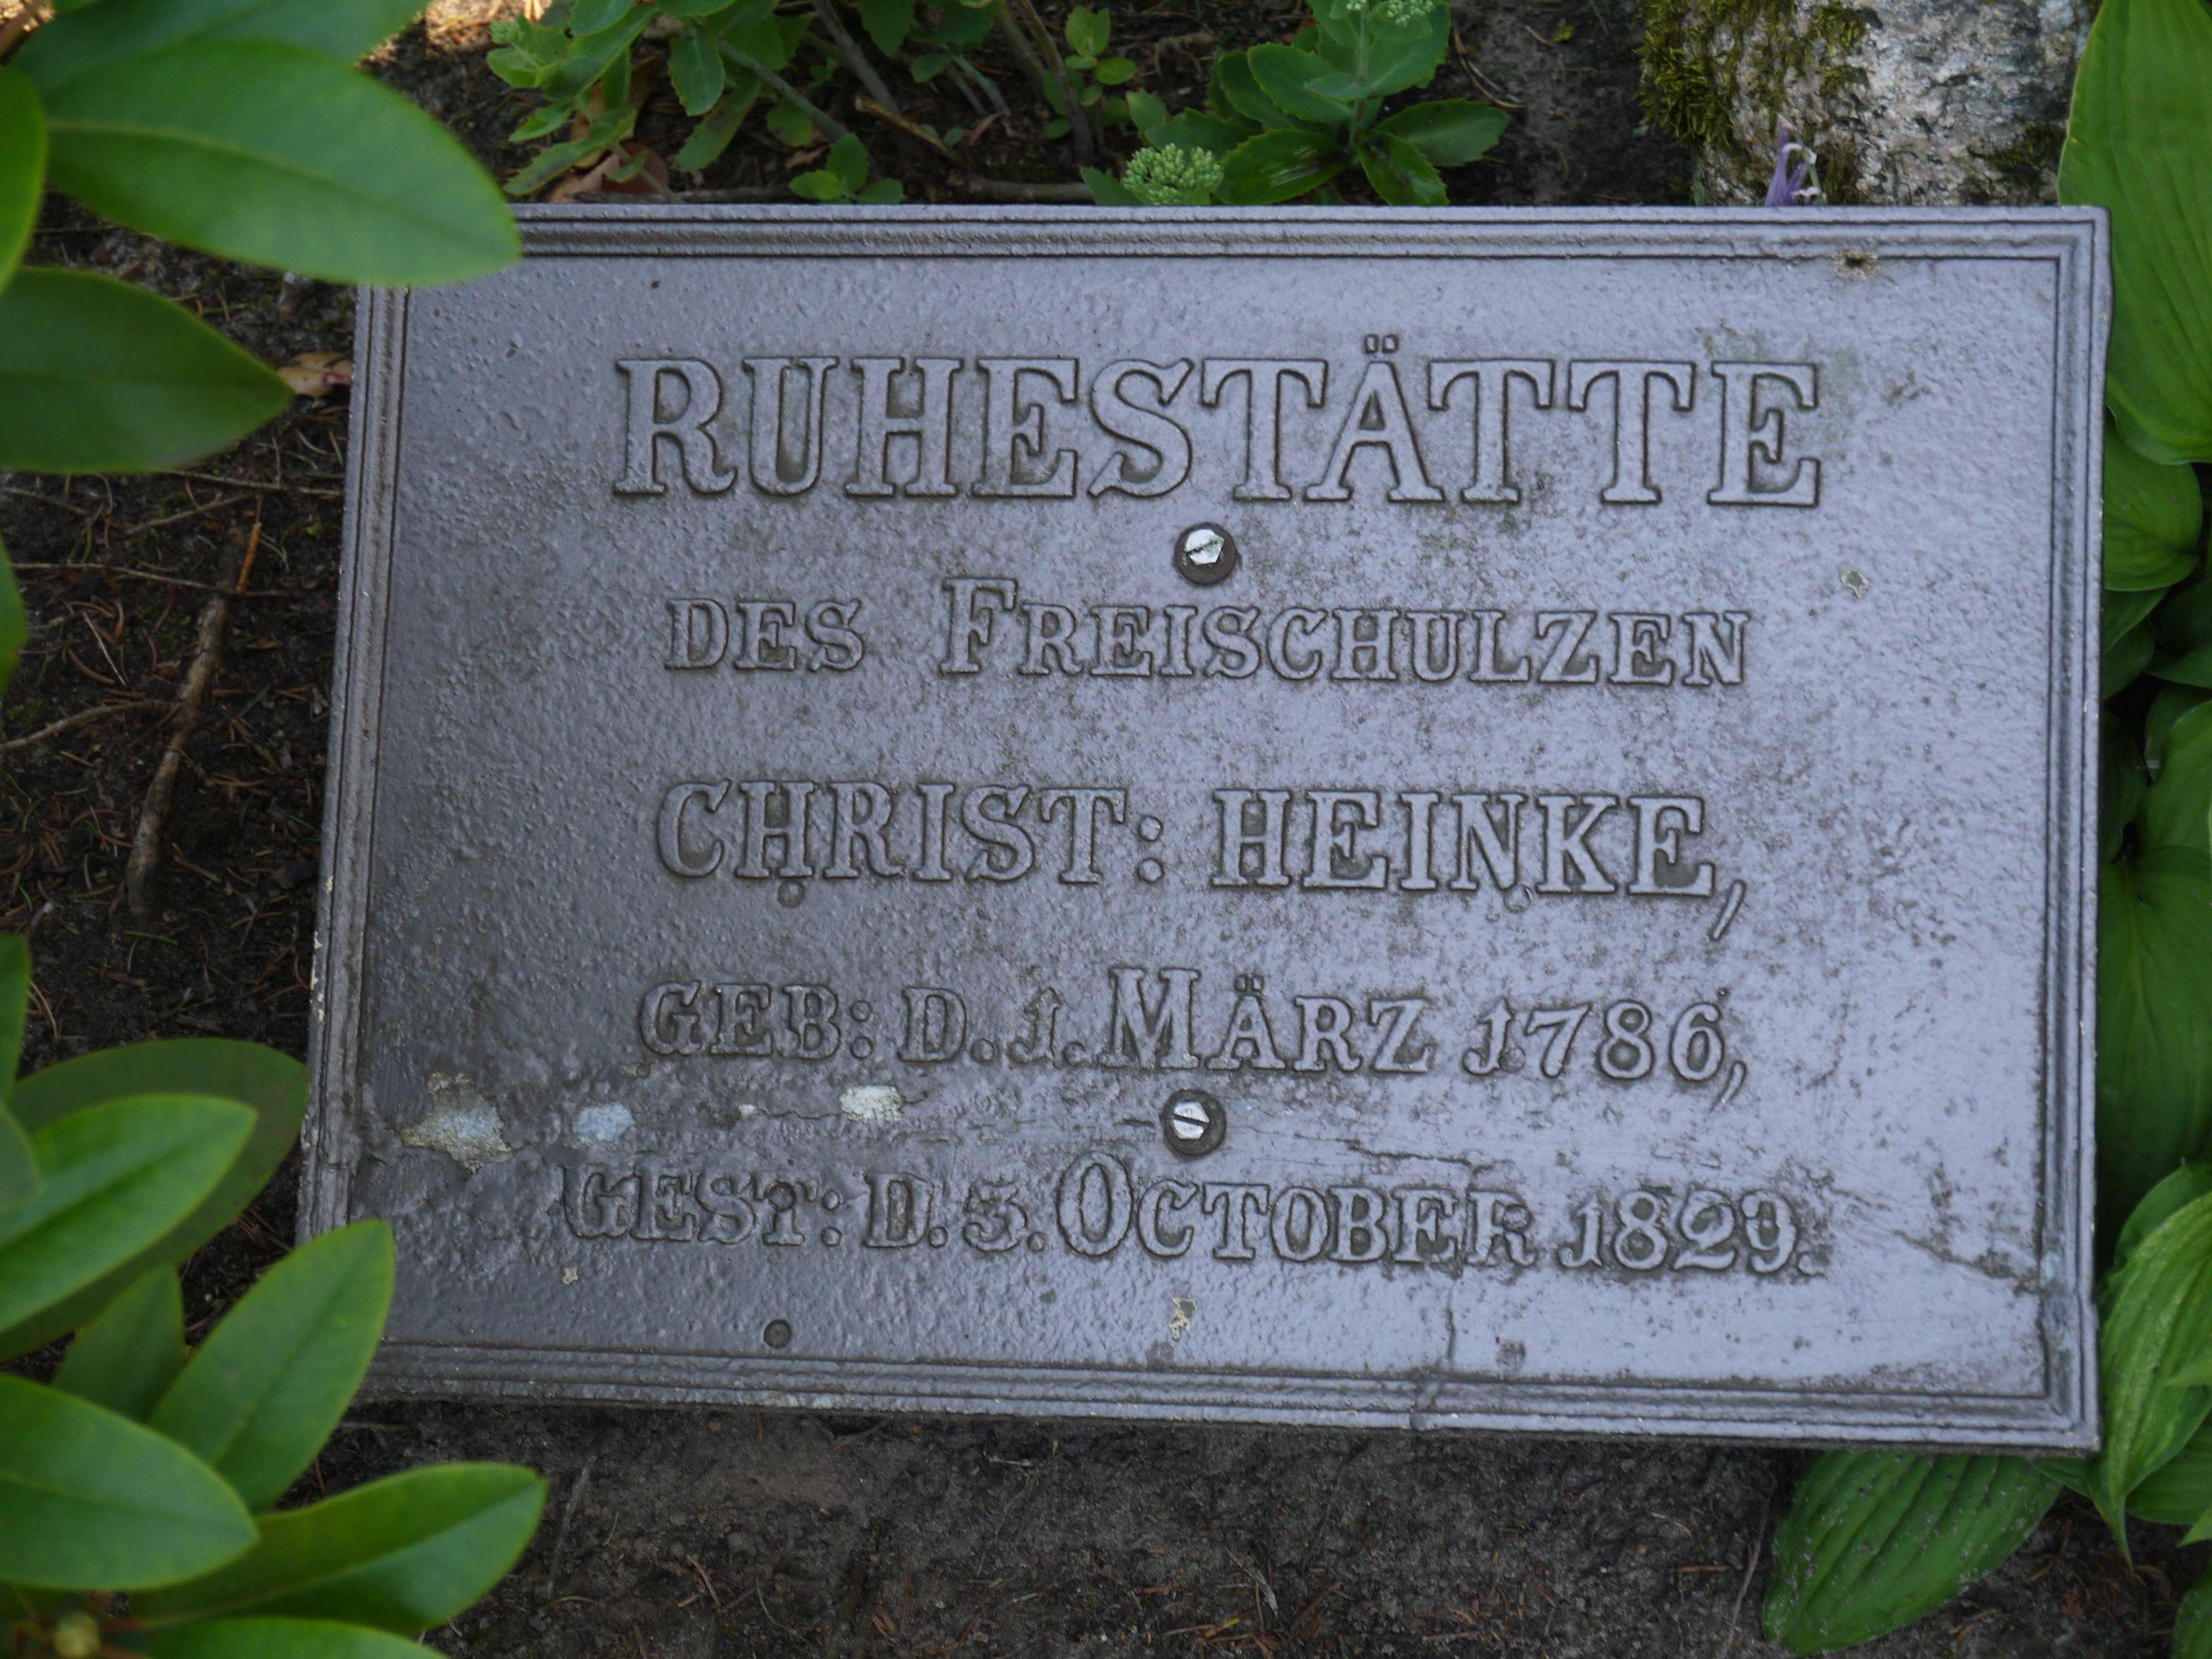 RUHESTÄTTE
DES FREISCHULZEN
CHRIST: HEINKE,
GEB: D. 1. MÄRZ 1786,
GEST: D. 3. OCTOBER 1829.